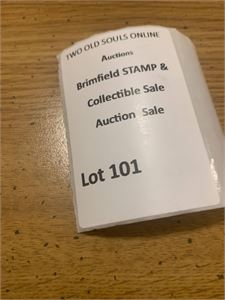 TWO OLD SOULS ONLINE
Auctions
Brimfield STAMP &
Collectible Sale
Auction Sale
Lot 101